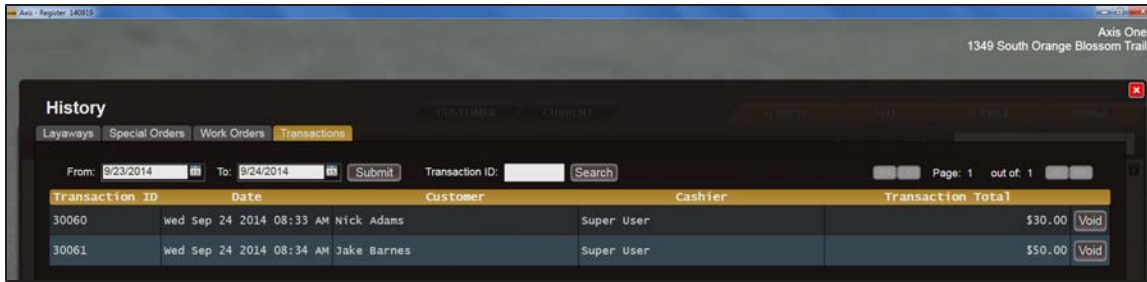 Axis - Register 140819
Axis One
1349 South Orange Blossom Trail
History
CUSTOMER CURRENT
Layaways Special Orders Work Orders Transactions
From: 9/23/2014 To: 9/24/2014 Submit Transaction ID: Search Page: 1 out of: 1
Transaction ID Date Customer Cashier Transaction Total
30060 Wed Sep 24 2014 08:33 AM Nick Adams Super User $30.00 Void
30061 Wed Sep 24 2014 08:34 AM Jake Barnes Super User $50.00 Void